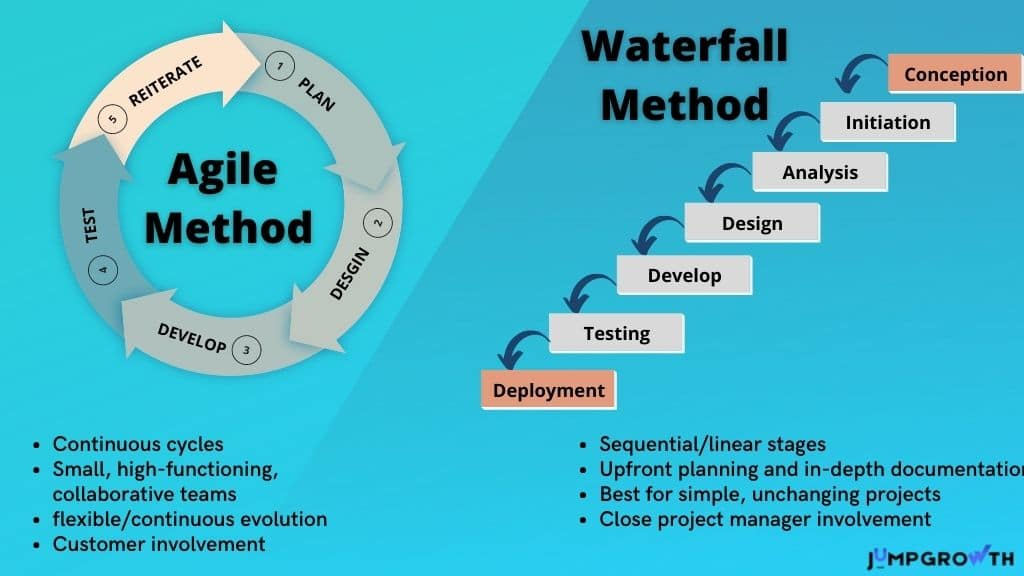 Agile
Method
1 PLAN
2 DESGIN
3 DEVELOP
4 TEST
5 REITERATE
Continuous cycles
Small, high-functioning,
collaborative teams
flexible/continuous evolution
Customer involvement
Waterfall
Method
Conception
Initiation
Analysis
Design
Develop
Testing
Deployment
Sequential/linear stages
Upfront planning and in-depth documentation
Best for simple, unchanging projects
Close project manager involvement
JUMPGROWTH